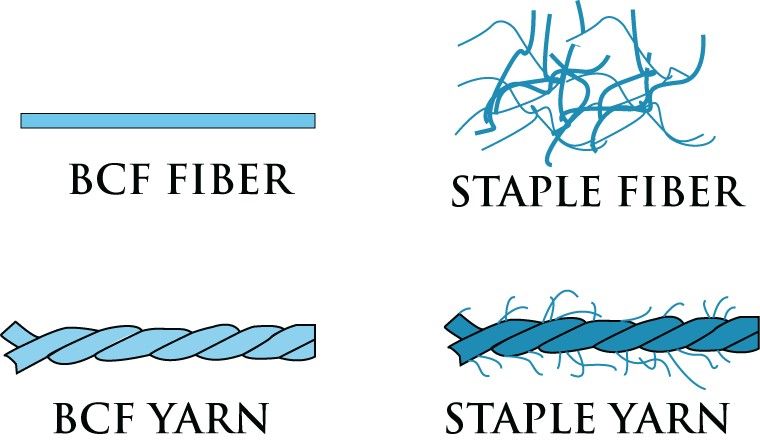 BCF FIBER
STAPLE FIBER
BCF YARN
STAPLE YARN